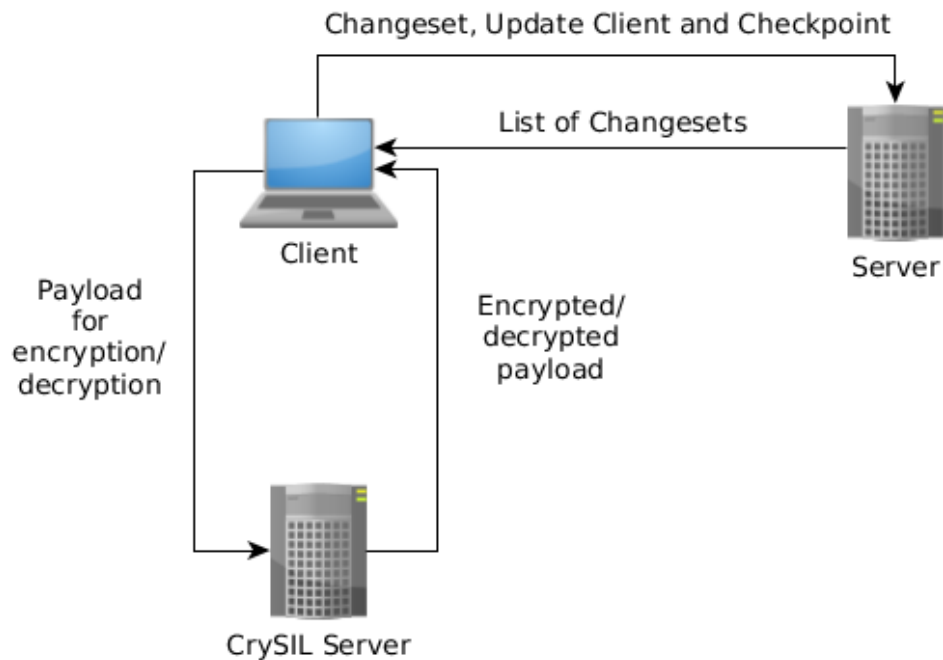 Changeset, Update Client and Checkpoint
List of Changesets
Client
Server
Payload
for
encryption/
decryption
Encrypted/
decrypted
payload
CrySIL Server